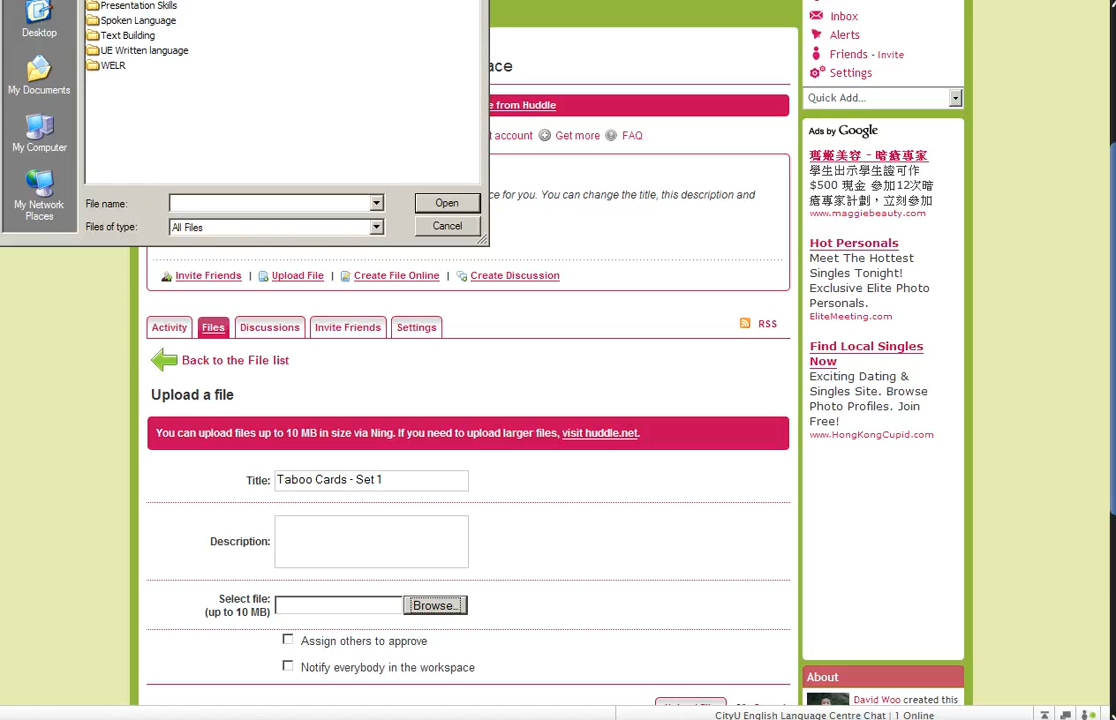 Presentation Skills
Spoken Language
Text Building
UE Written language
WELR
Desktop
My Documents
My Computer
My Network
Places
File name:
Open
Files of type:
All Files
Cancel
ace
e from Huddle
t account
Get more
FAQ
ce for you. You can change the title, this description and
Invite Friends | Upload File | Create File Online | Create Discussion
Activity
Files
Discussions
Invite Friends
Settings
RSS
Back to the File list
Upload a file
You can upload files up to 10 MB in size via Ning. If you need to upload larger files, visit huddle.net.
Title:
Taboo Cards - Set 1
Description:
Select file:
(up to 10 MB)
Browse...
Assign others to approve
Notify everybody in the workspace
Inbox
Alerts
Friends - Invite
Settings
Quick Add...
Ads by Google
瑪姬美容 - 暗瘡專家
學生出示學生證可作
$500 現金 參加12次暗
瘡專家計劃，立刻參加
www.maggiebeauty.com
Hot Personals
Meet The Hottest
Singles Tonight!
Exclusive Elite Photo
Personals.
EliteMeeting.com
Find Local Singles
Now
Exciting Dating &
Singles Site. Browse
Photo Profiles. Join
Free!
www.HongKongCupid.com
About
David Woo created this
CityU English Language Centre Chat | 1 Online